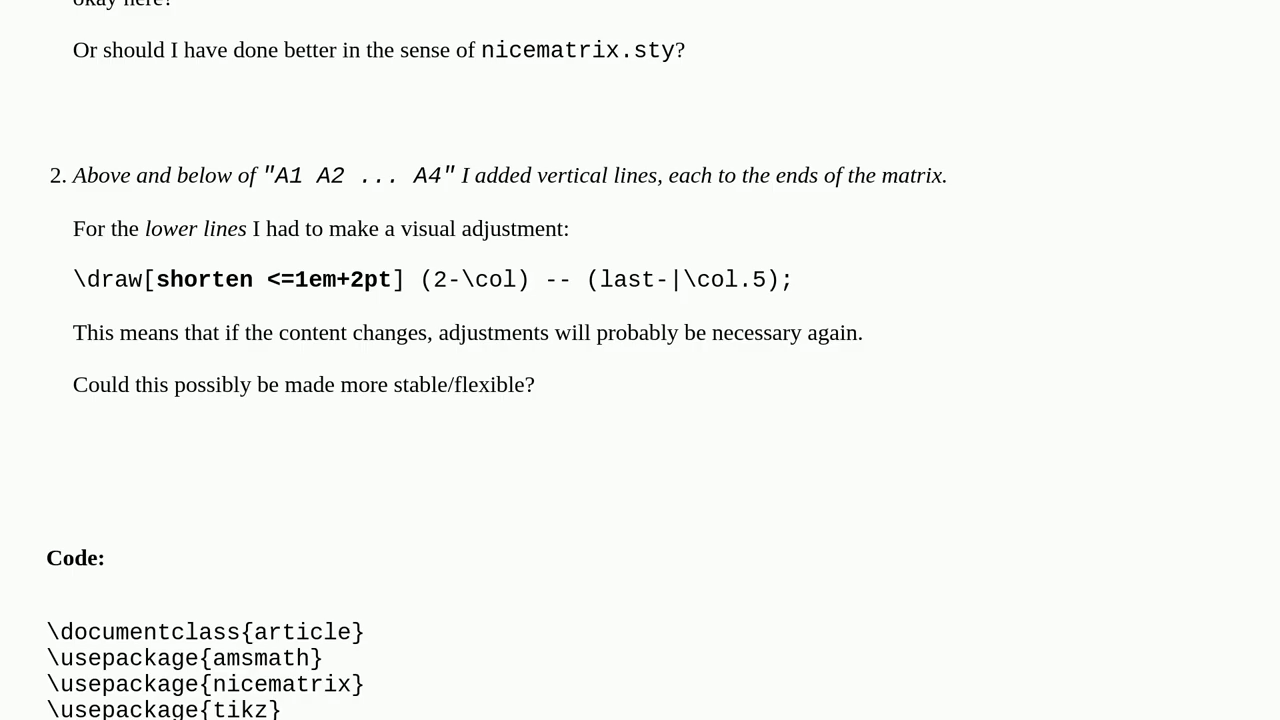 okay here?
Or should I have done better in the sense of nicematrix.sty?
2. Above and below of "A1 A2 ... A4" I added vertical lines, each to the ends of the matrix.
For the lower lines I had to make a visual adjustment:
\draw[shorten <=1em+2pt] (2-\col) -- (last-|\col.5);
This means that if the content changes, adjustments will probably be necessary again.
Could this possibly be made more stable/flexible?
Code:
\documentclass{article}
\usepackage{amsmath}
\usepackage{nicematrix}
\usepackage{tikz}